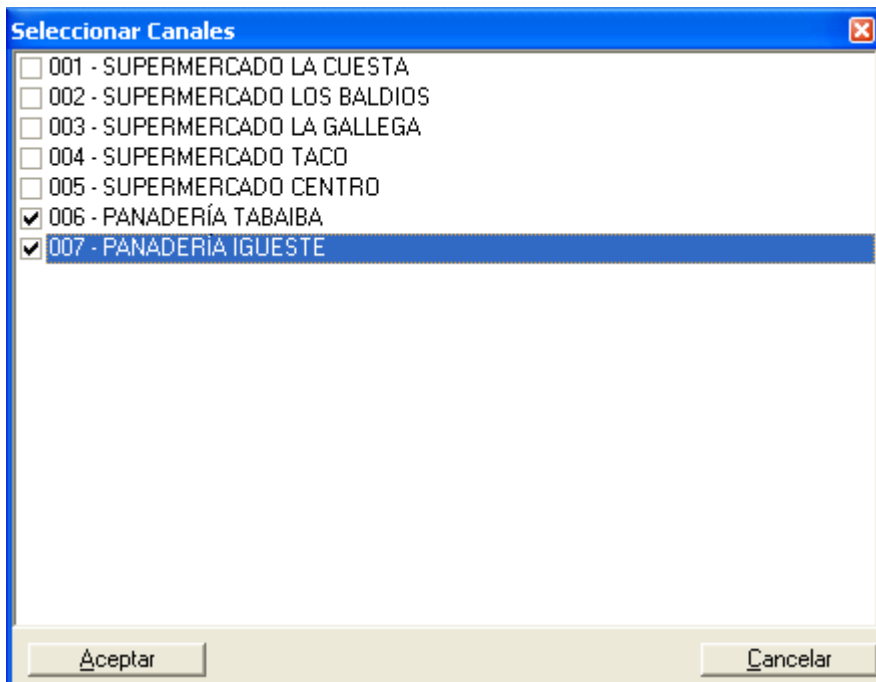 Seleccionar Canales
001 - SUPERMERCADO LA CUESTA
002 - SUPERMERCADO LOS BALDIOS
003 - SUPERMERCADO LA GALLEGA
004 - SUPERMERCADO TACO
005 - SUPERMERCADO CENTRO
006 - PANADERÍA TABAIBA
007 - PANADERÍA IGUESTE
Aceptar Cancelar